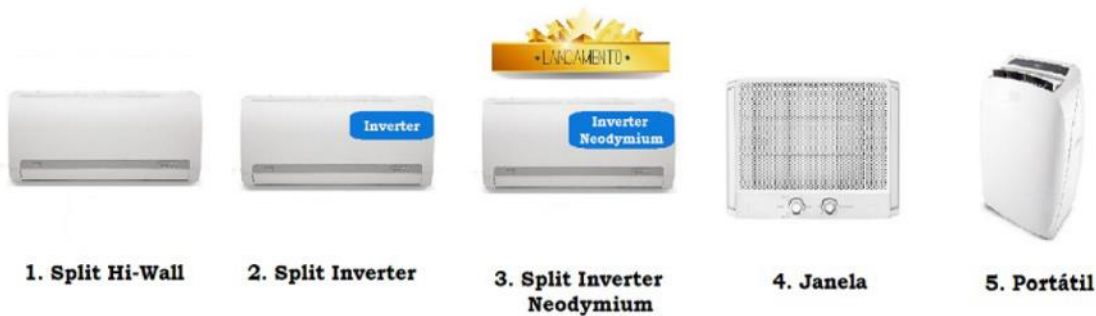 • LANÇAMENTO •
Inverter
Inverter
Neodymium
1. Split Hi-Wall
2. Split Inverter
3. Split Inverter
Neodymium
4. Janela
5. Portátil